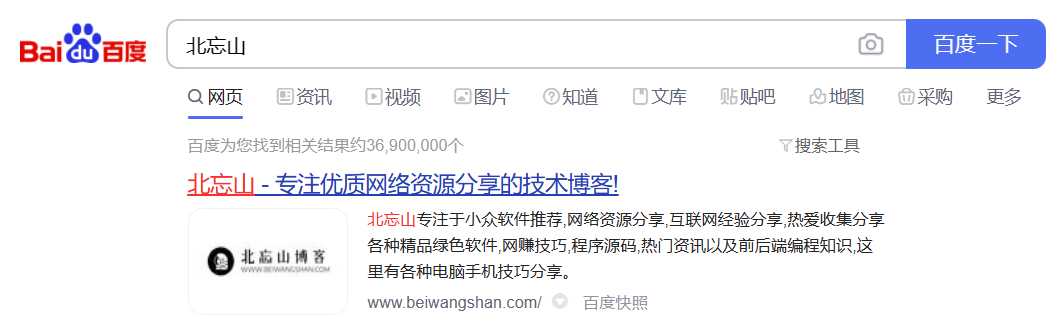 Bai du 百度 北忘山 百度一下
网页 资讯 视频 图片 知道 文库 贴吧 地图 采购 更多
百度为您找到相关结果约36,900,000个 搜索工具
北忘山 - 专注优质网络资源分享的技术博客!
北忘山专注于小众软件推荐,网络资源分享,互联网经验分享,热爱收集分享
各种精品绿色软件,网赚技巧,程序源码,热门资讯以及前后端编程知识,这
里有各种电脑手机技巧分享。
北忘山博客
WWW.BEIWANGSHAN.COM
www.beiwangshan.com/ 百度快照